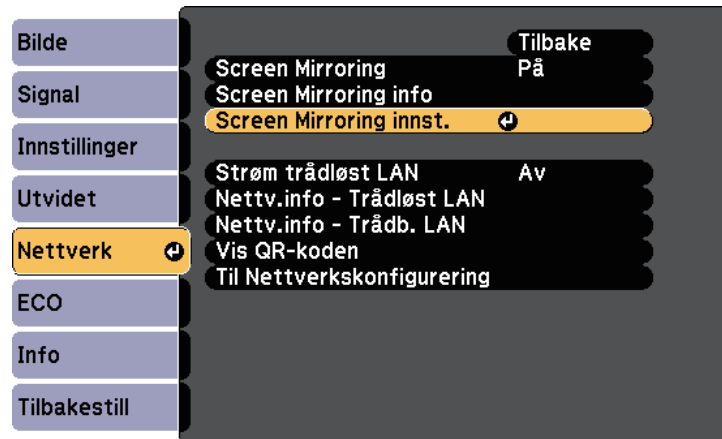 Bilde
Signal
Innstillinger
Utvidet
Nettverk
ECO
Info
Tilbakestill
Tilbake
Screen Mirroring På
Screen Mirroring info
Screen Mirroring innst.
Strøm trådløst LAN Av
Nettv.info - Trådløst LAN
Nettv.info - Trådb. LAN
Vis QR-koden
Til Nettverkskonfigurering